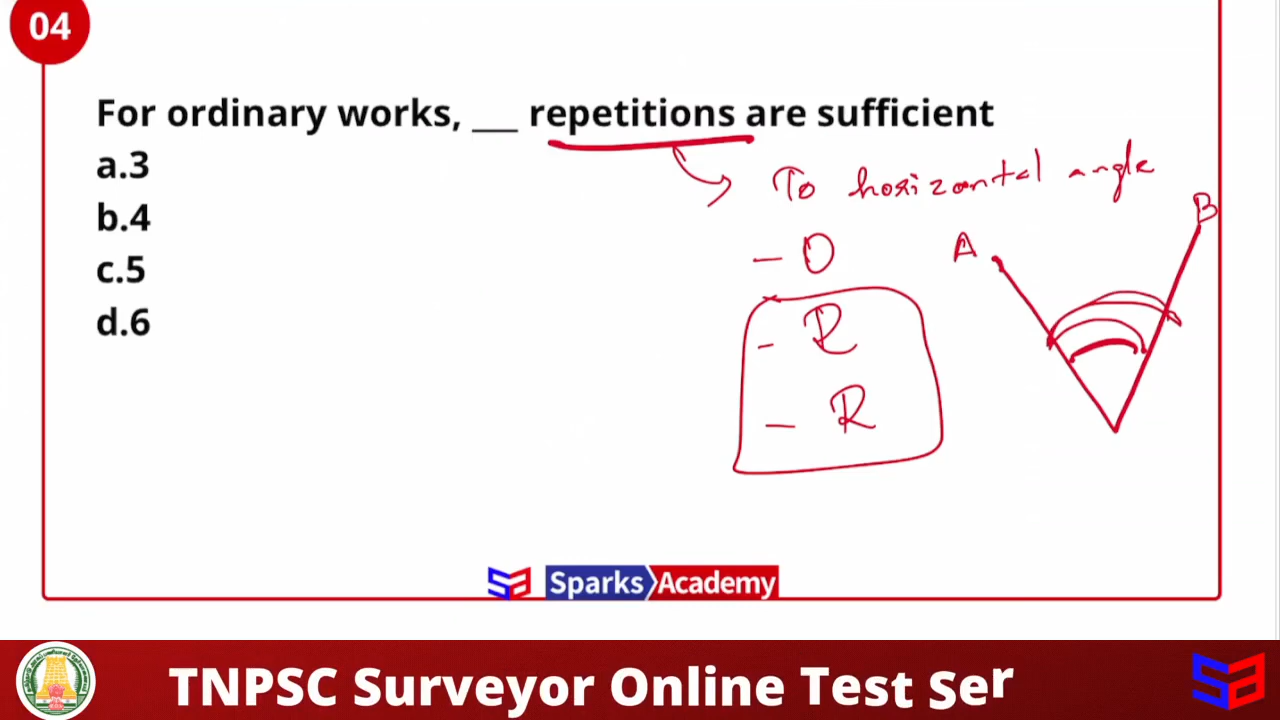 04
For ordinary works, ___ repetitions are sufficient
a.3
b.4
c.5
d.6
To horizontal angle
A
B
- O
- R
- R
Sparks Academy
TNPSC Surveyor Online Test Ser